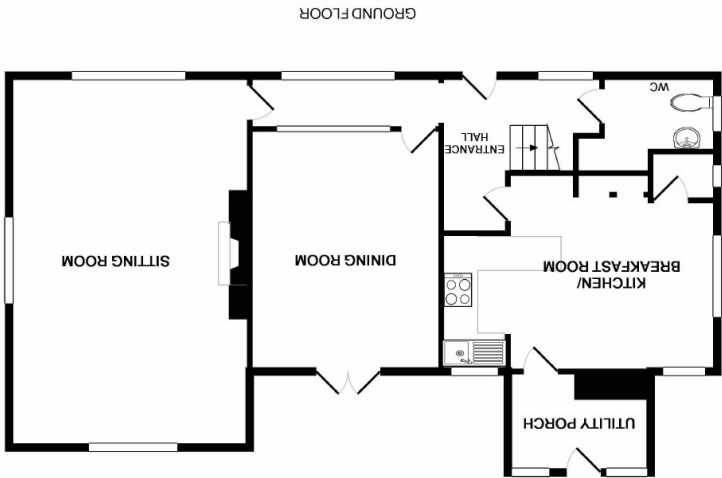 GROUND FLOOR
WC
ENTRANCE
HALL
SITTING ROOM
DINING ROOM
KITCHEN/
BREAKFAST ROOM
UTILITY PORCH